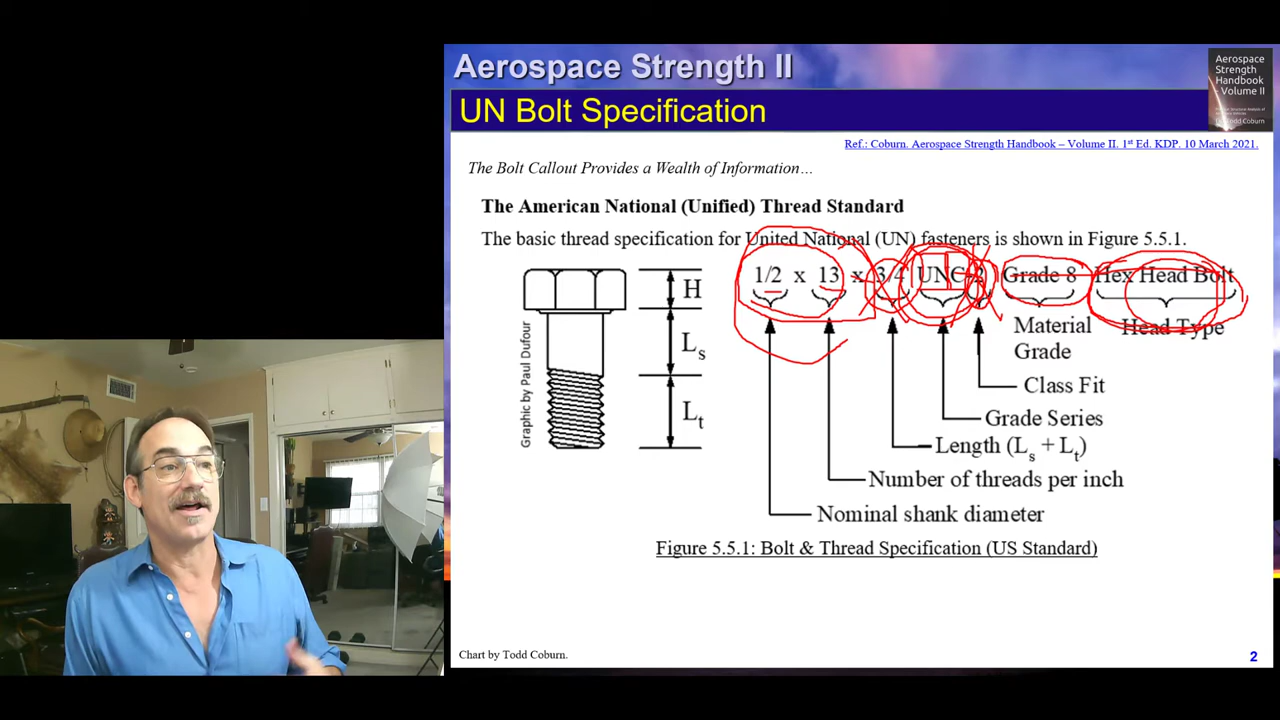 Aerospace Strength II
UN Bolt Specification
Aerospace
Strength
Handbook
- Volume II
Ref.: Coburn. Aerospace Strength Handbook – Volume II. 1st Ed. KDP. 10 March 2021.
The Bolt Callout Provides a Wealth of Information…
The American National (Unified) Thread Standard
The basic thread specification for United National (UN) fasteners is shown in Figure 5.5.1.
1/2 x 13 x 3/4 UNC-2 Grade 8 Hex Head Bolt
H
Ls
Lt
Graphic by Paul Dufour
Material
Grade
Head Type
Class Fit
Grade Series
Length (Ls + Lt)
Number of threads per inch
Nominal shank diameter
Figure 5.5.1: Bolt & Thread Specification (US Standard)
Chart by Todd Coburn.
2